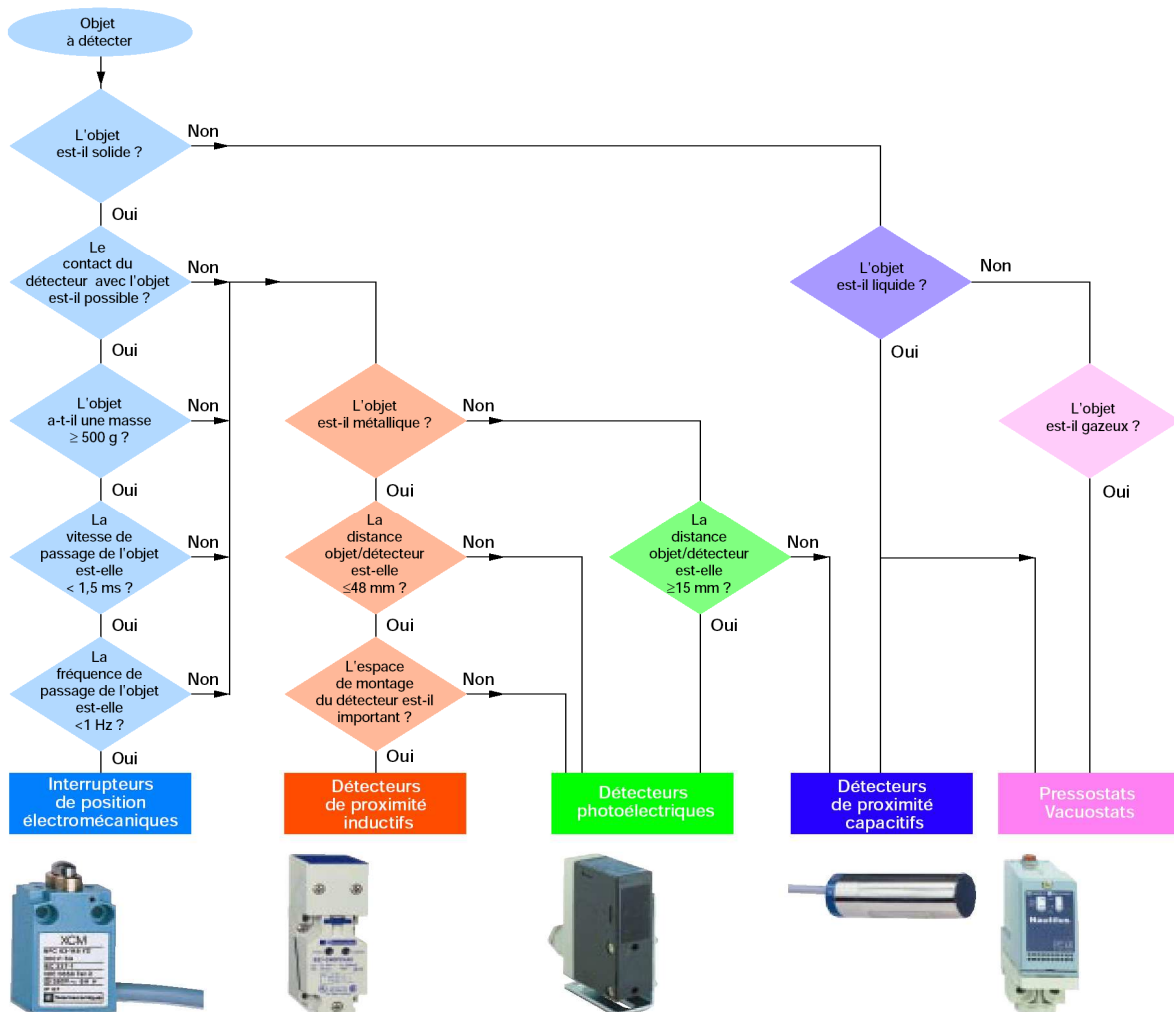 Objet
à détecter
L'objet
est-il solide ?
Non
Oui
Le
contact du
détecteur avec l'objet
est-il possible ?
Non
L'objet
est-il liquide ?
Non
Oui
Oui
L'objet
a-t-il une masse
≥ 500 g ?
Non
L'objet
est-il métallique ?
Non
L'objet
est-il gazeux ?
Oui
Oui
Oui
La
vitesse de
passage de l'objet
est-elle
< 1,5 ms ?
Non
La
distance
objet/détecteur
est-elle
≤48 mm ?
Non
La
distance
objet/détecteur
est-elle
≥15 mm ?
Non
Oui
Oui
Oui
La
fréquence de
passage de l'objet
est-elle
<1 Hz ?
Non
L'espace
de montage
du détecteur est-il
important ?
Non
Oui
Oui
Interrupteurs
de position
électromécaniques
Détecteurs
de proximité
inductifs
Détecteurs
photoélectriques
Détecteurs
de proximité
capacitifs
Pressostats
Vacuostats
XCM
Nautilus
Telemecanique